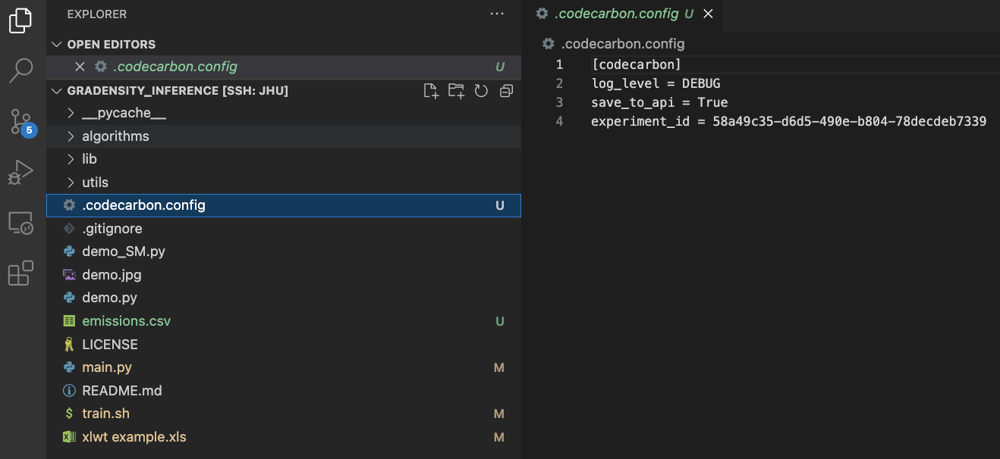 EXPLORER
OPEN EDITORS
.codecarbon.config U
GRADENSITY_INFERENCE [SSH: JHU]
__pycache__
algorithms
lib
utils
.codecarbon.config U
.gitignore
demo_SM.py
demo.jpg
demo.py
emissions.csv U
LICENSE
main.py M
README.md
train.sh M
xlwt example.xls M
5
.codecarbon.config U
.codecarbon.config
1 [codecarbon]
2 log_level = DEBUG
3 save_to_api = True
4 experiment_id = 58a49c35-d6d5-490e-b804-78decdeb7339